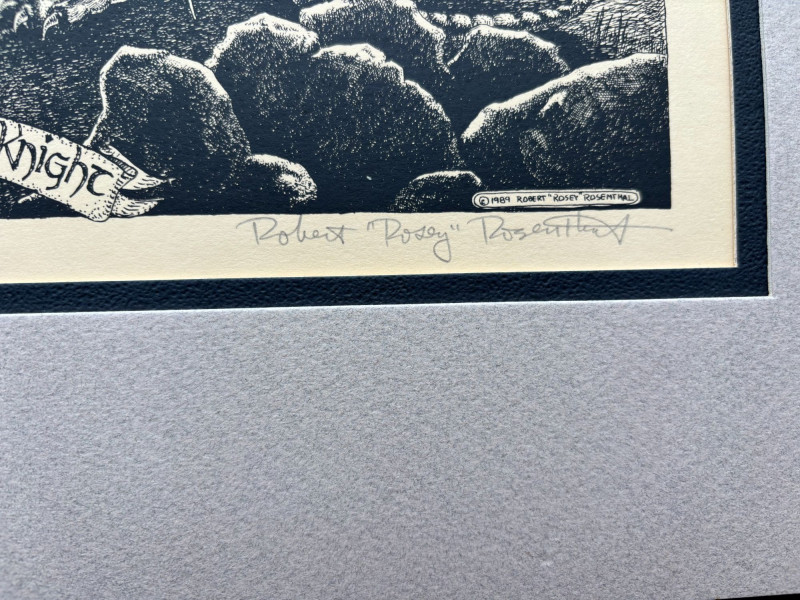 Knight
© 1989 ROBERT "ROSEY" ROSENTHAL
Robert "Rosey" Rosenthal